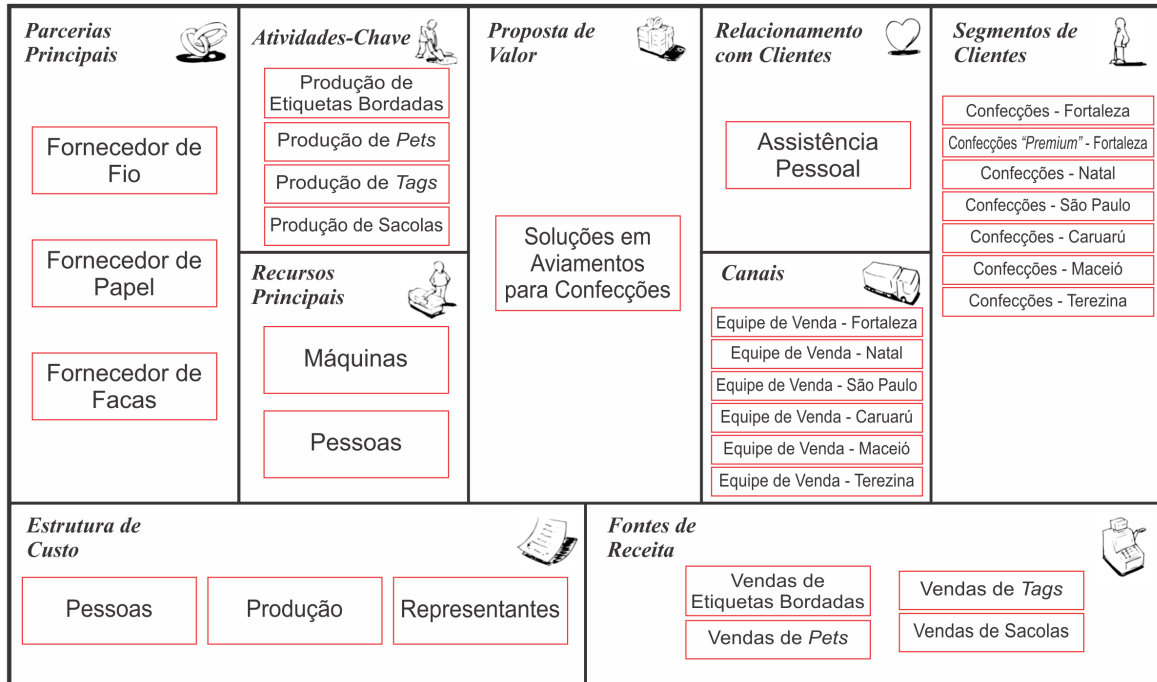 Parcerias
Principais
Fornecedor de
Fio
Fornecedor de
Papel
Fornecedor de
Facas
Atividades-Chave
Produção de
Etiquetas Bordadas
Produção de Pets
Produção de Tags
Produção de Sacolas
Recursos
Principais
Máquinas
Pessoas
Proposta de
Valor
Soluções em
Aviamentos
para Confecções
Relacionamento
com Clientes
Assistência
Pessoal
Canais
Equipe de Venda - Fortaleza
Equipe de Venda - Natal
Equipe de Venda - São Paulo
Equipe de Venda - Caruarú
Equipe de Venda - Maceió
Equipe de Venda - Terezina
Segmentos de
Clientes
Confecções - Fortaleza
Confecções "Premium" - Fortaleza
Confecções - Natal
Confecções - São Paulo
Confecções - Caruarú
Confecções - Maceió
Confecções - Terezina
Estrutura de
Custo
Pessoas
Produção
Representantes
Fontes de
Receita
Vendas de
Etiquetas Bordadas
Vendas de Pets
Vendas de Tags
Vendas de Sacolas